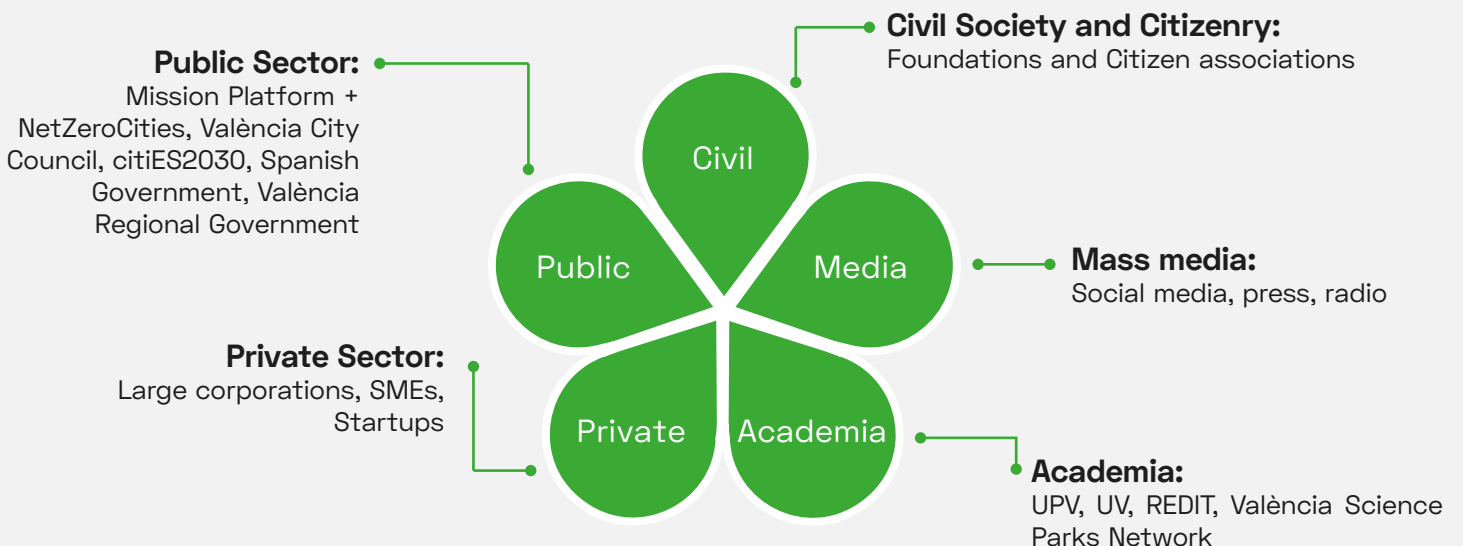 Civil Society and Citizenry:
Foundations and Citizen associations
Public Sector:
Mission Platform +
NetZeroCities, València City
Council, citiES2030, Spanish
Government, València
Regional Government
Civil
Public
Media
Mass media:
Social media, press, radio
Private Sector:
Large corporations, SMEs,
Startups
Private
Academia
Academia:
UPV, UV, REDIT, València Science
Parks Network